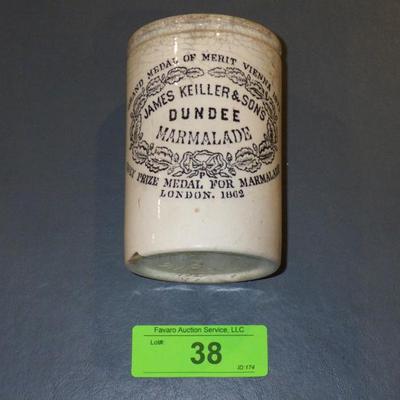 AND MEDAL OF MERIT VIENNA
JAMES KEILLER & SONS
DUNDEE
MARMALADE
P
PRIZE MEDAL FOR MARMALADE
LONDON. 1862
Favaro Auction Service, LLC
Lot#:
38
ID:174